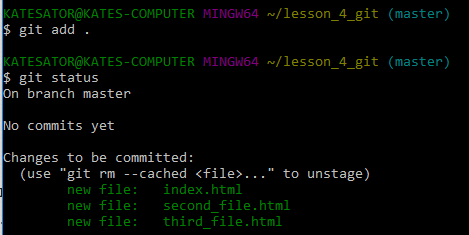 KATESATOR@KATES-COMPUTER MINGW64 ~/lesson_4_git (master)
$ git add .
KATESATOR@KATES-COMPUTER MINGW64 ~/lesson_4_git (master)
$ git status
On branch master
No commits yet
Changes to be committed:
  (use "git rm --cached <file>..." to unstage)
        new file:   index.html
        new file:   second_file.html
        new file:   third_file.html